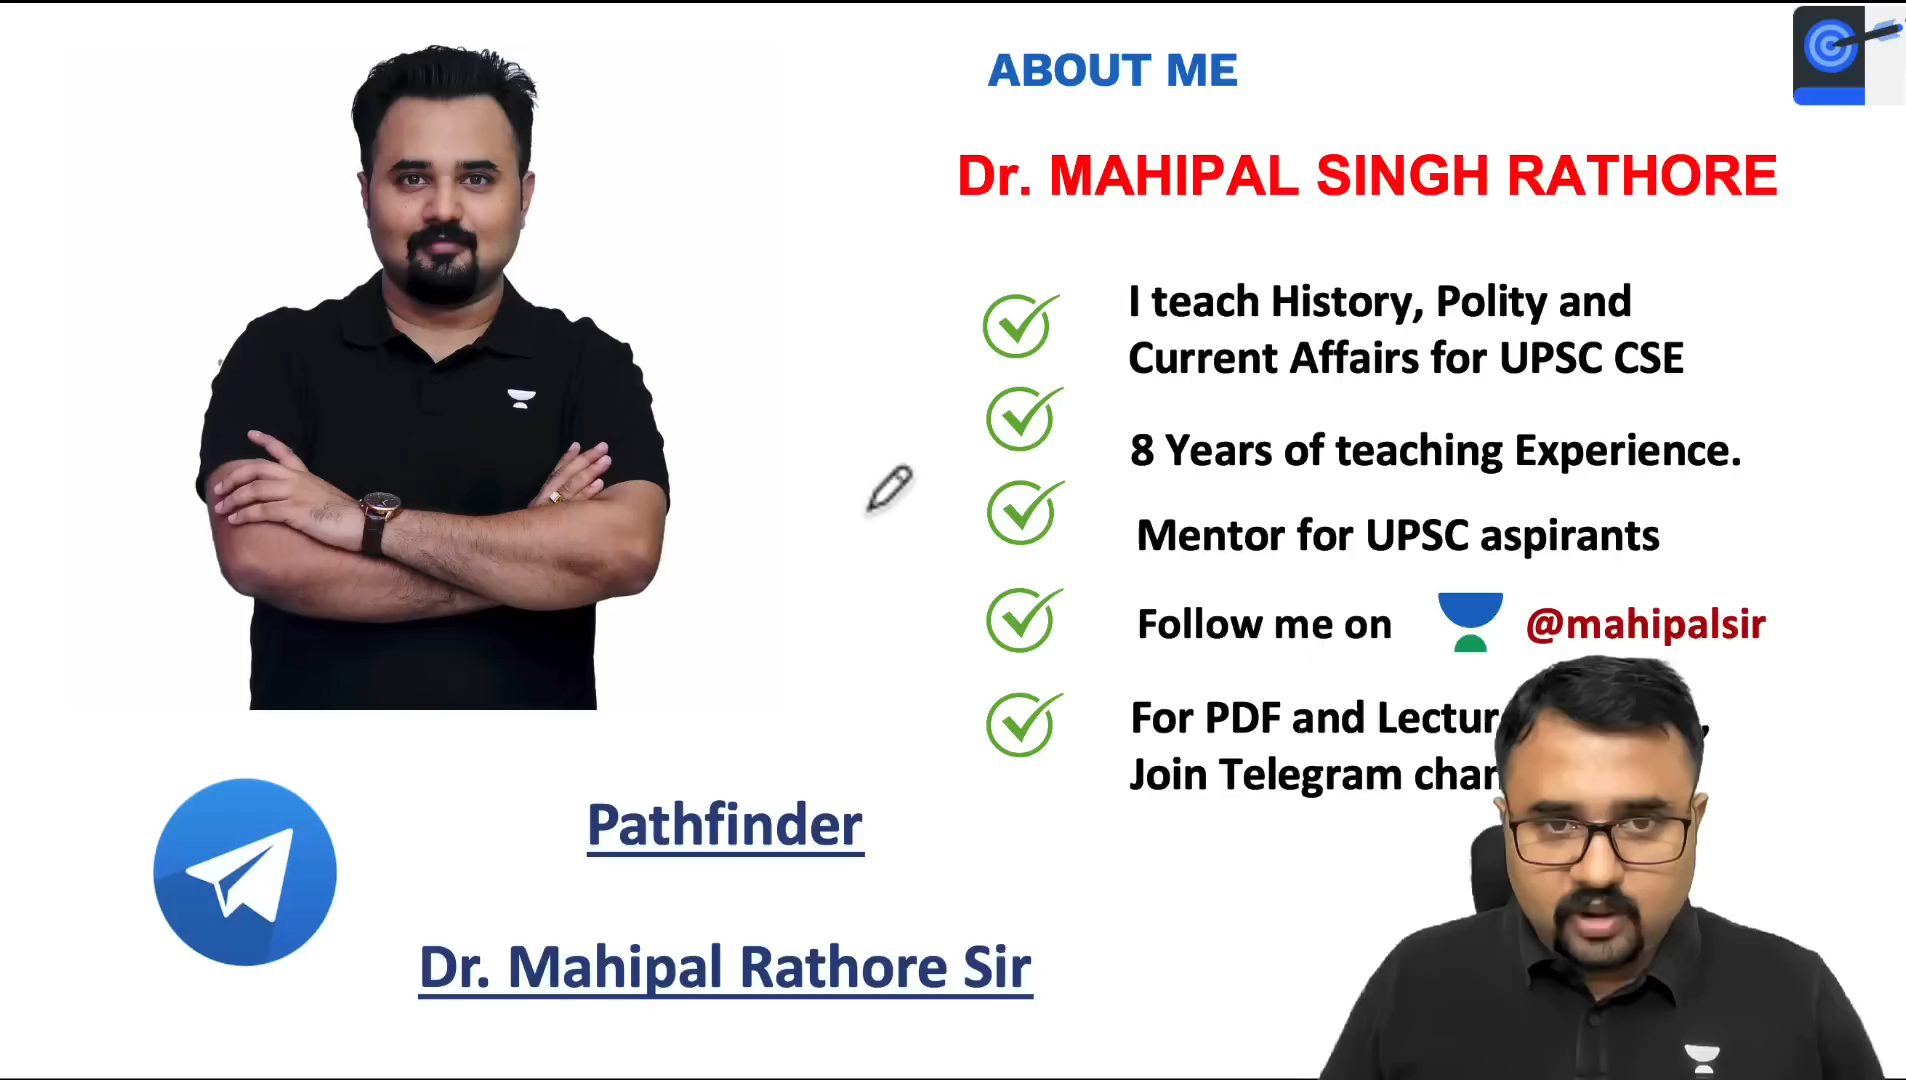 ABOUT ME
Dr. MAHIPAL SINGH RATHORE
I teach History, Polity and
Current Affairs for UPSC CSE
8 Years of teaching Experience.
Mentor for UPSC aspirants
Follow me on @mahipalsir
For PDF and
Join Telegram
Pathfinder
Dr. Mahipal Rathore Sir